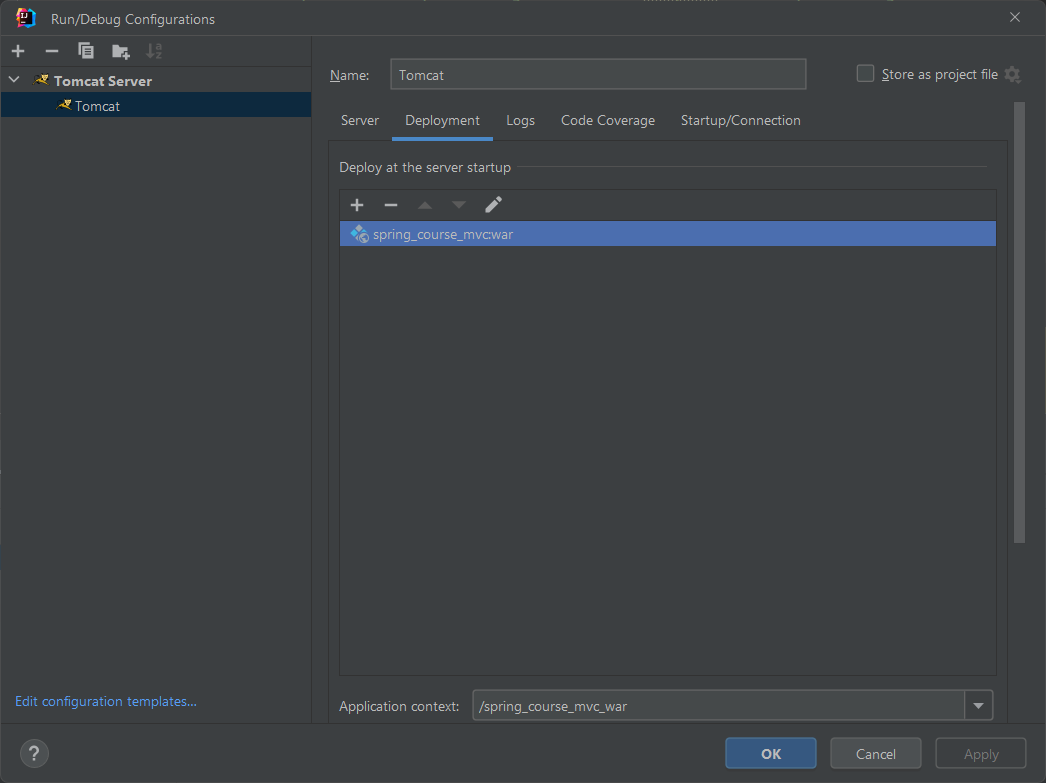 Run/Debug Configurations
Tomcat Server
Tomcat
Name: Tomcat
Store as project file
Server Deployment Logs Code Coverage Startup/Connection
Deploy at the server startup
spring_course_mvc:war
Edit configuration templates...
Application context: /spring_course_mvc_war
? OK Cancel Apply